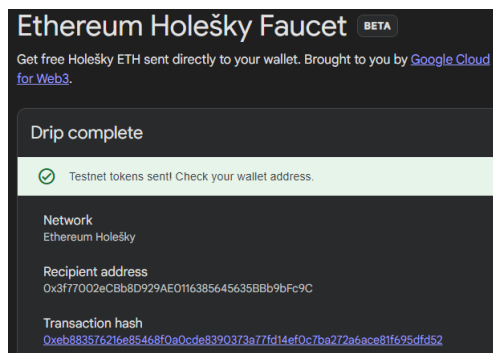 Ethereum Holešky Faucet BETA
Get free Holešky ETH sent directly to your wallet. Brought to you by Google Cloud
for Web3.
Drip complete
Testnet tokens sent! Check your wallet address.
Network
Ethereum Holešky
Recipient address
0x3f77002eCBb8D929AE0116385645635BBb9bFc9C
Transaction hash
0xeb883576216e85468f0a0cde8390373a77fd14ef0c7ba272a6ace81f695dfd52